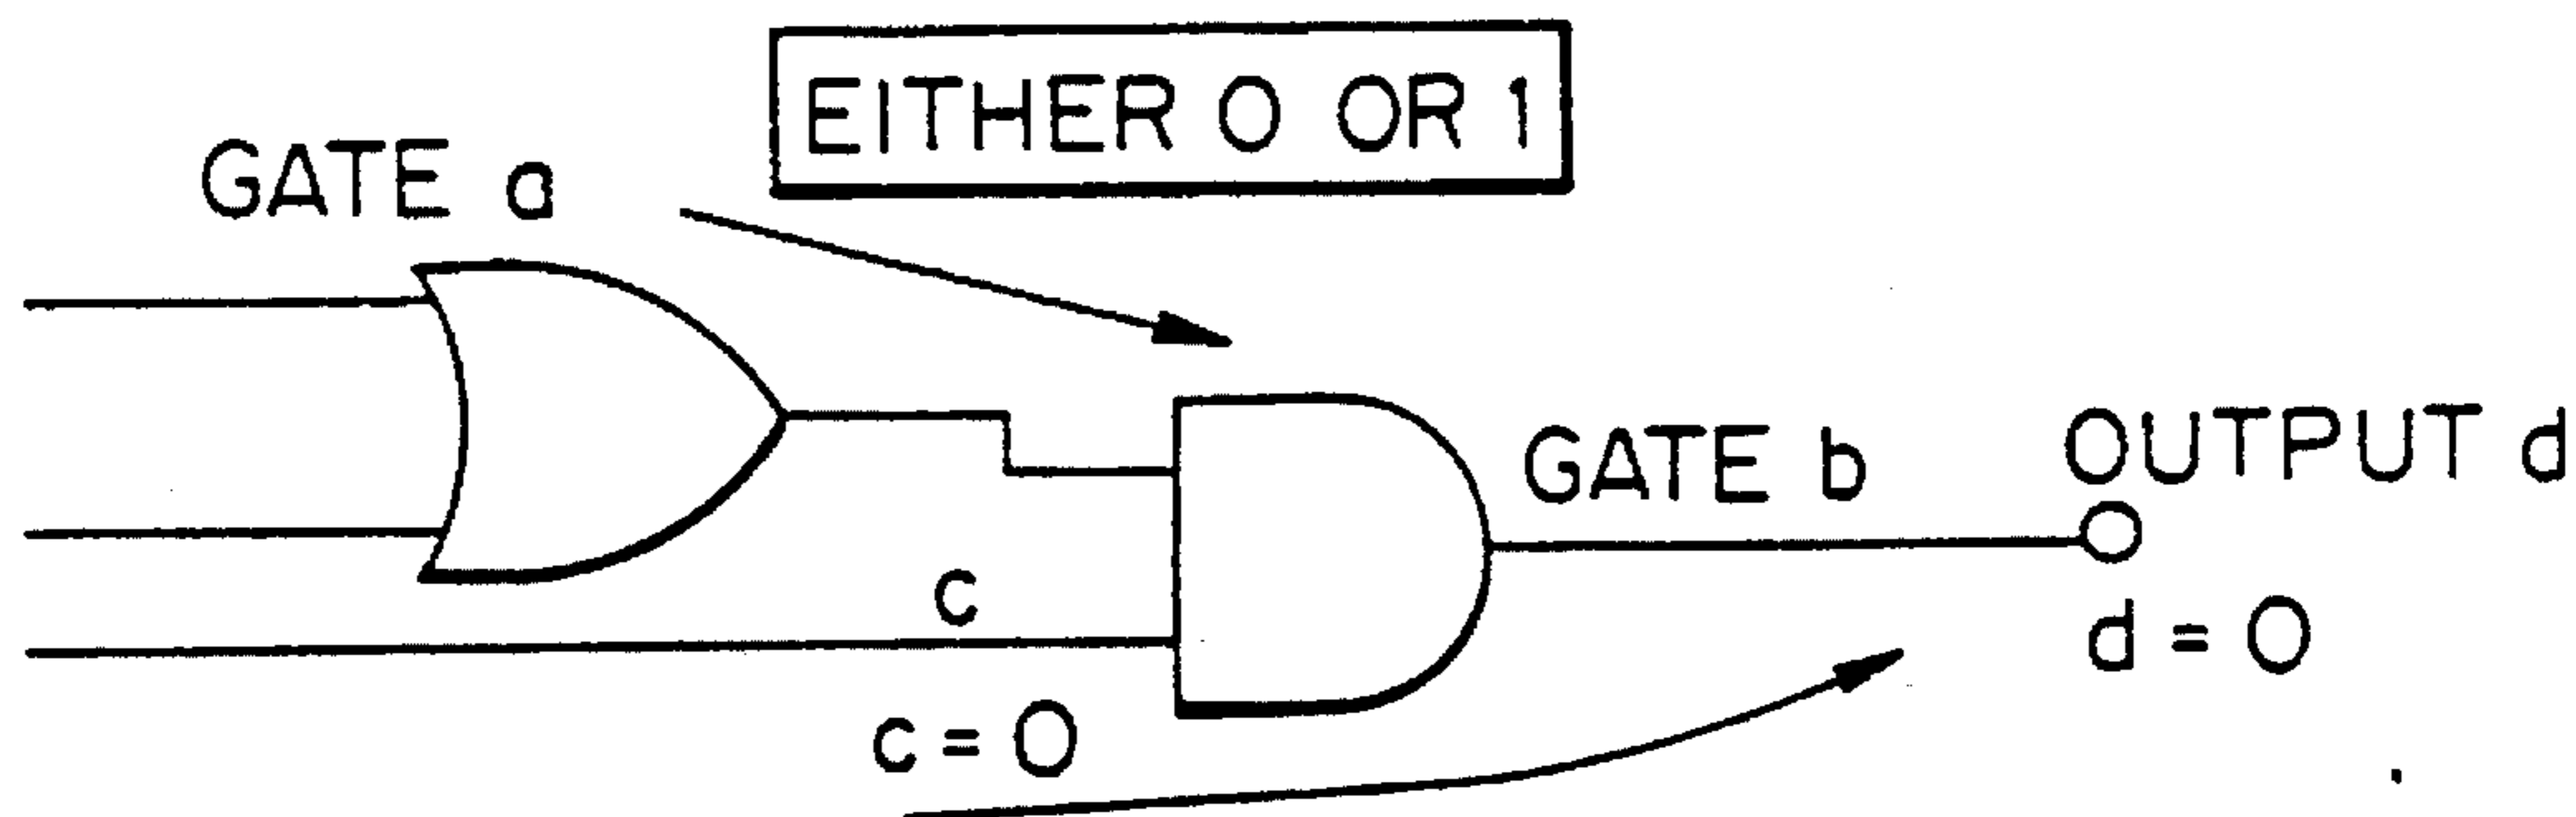 EITHER 0 OR 1
GATE a
GATE b
OUTPUT d
c
d = 0
c = 0